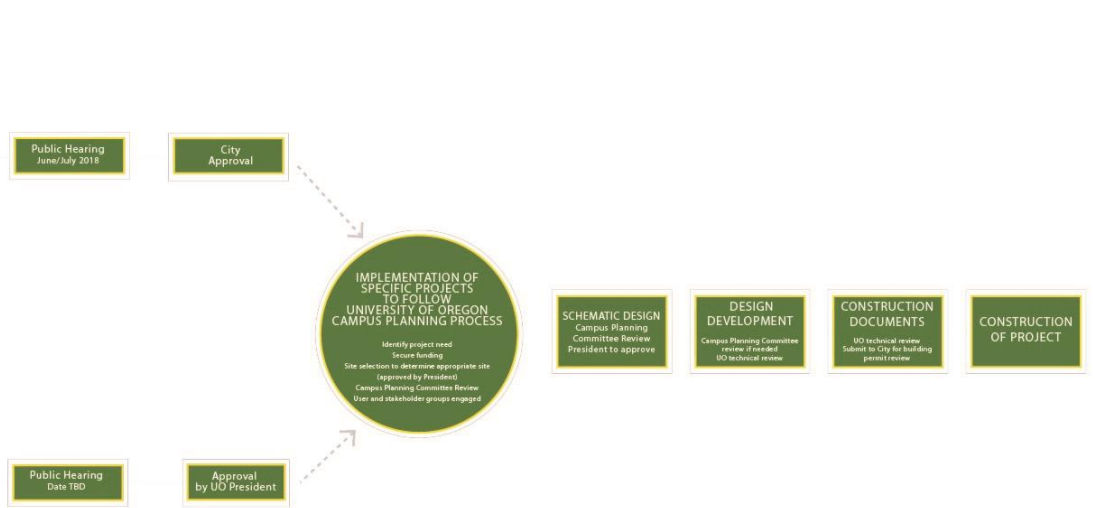 Public Hearing
June/July 2018
City
Approval
IMPLEMENTATION OF
SPECIFIC PROJECTS
TO FOLLOW
UNIVERSITY OF OREGON
CAMPUS PLANNING PROCESS
Identify project need
Secure funding
Site selection to determine appropriate site
(approved by President)
Campus Planning Committee Review
User and stakeholder groups engaged
SCHEMATIC DESIGN
Campus Planning
Committee Review
President to approve
DESIGN
DEVELOPMENT
Campus Planning Committee
review if needed
UO technical review
CONSTRUCTION
DOCUMENTS
UO technical review
Submit to City for building
permit review
CONSTRUCTION
OF PROJECT
Public Hearing
Date TBD
Approval
by UO President